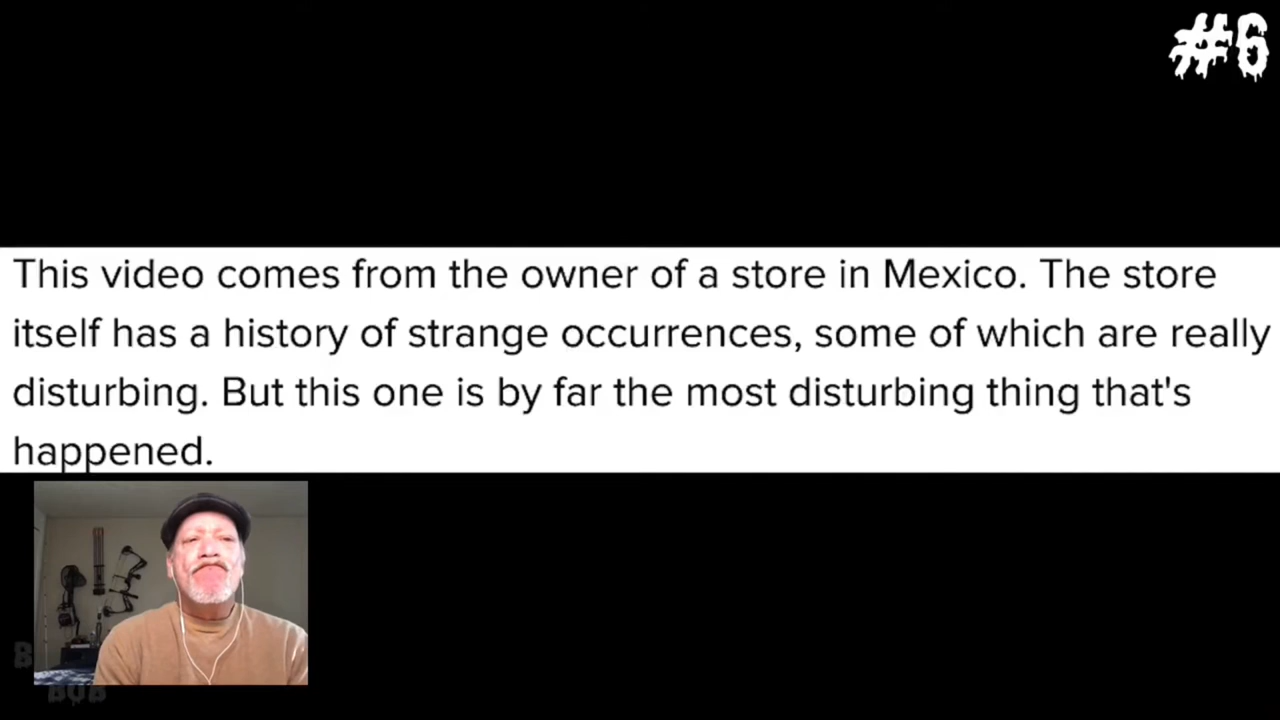 #6
This video comes from the owner of a store in Mexico. The store
itself has a history of strange occurrences, some of which are really
disturbing. But this one is by far the most disturbing thing that's
happened.